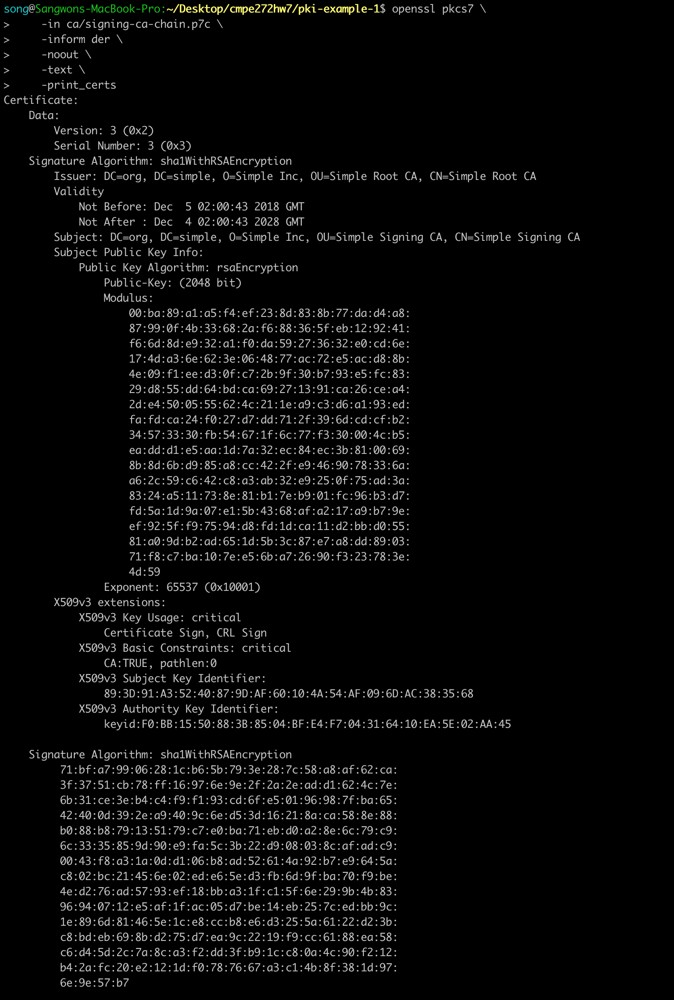 song@Sangwons-MacBook-Pro:~/Desktop/cmpe272hw7/pki-example-1$ openssl pkcs7 \
>     -in ca/signing-ca-chain.p7c \
>     -inform der \
>     -noout \
>     -text \
>     -print_certs
Certificate:
    Data:
        Version: 3 (0x2)
        Serial Number: 3 (0x3)
    Signature Algorithm: sha1WithRSAEncryption
        Issuer: DC=org, DC=simple, O=Simple Inc, OU=Simple Root CA, CN=Simple Root CA
        Validity
            Not Before: Dec  5 02:00:43 2018 GMT
            Not After : Dec  4 02:00:43 2028 GMT
        Subject: DC=org, DC=simple, O=Simple Inc, OU=Simple Signing CA, CN=Simple Signing CA
        Subject Public Key Info:
            Public Key Algorithm: rsaEncryption
                Public-Key: (2048 bit)
                Modulus:
                    00:ba:89:a1:a5:f4:ef:23:8d:83:8b:77:da:d4:a8:
                    87:99:0f:4b:33:68:2a:f6:88:36:5f:eb:12:92:41:
                    f6:6d:8d:e9:32:a1:f0:da:59:27:36:32:e0:cd:6e:
                    17:4d:a3:6e:62:3e:06:48:77:ac:72:e5:ac:d8:8b:
                    4e:09:f1:ee:d3:0f:c7:2b:9f:30:b7:93:e5:fc:83:
                    29:d8:55:dd:64:bd:ca:69:27:13:91:ca:26:ce:a4:
                    2d:e4:50:05:55:62:4c:21:1e:a9:c3:d6:a1:93:ed:
                    fa:fd:ca:24:f0:27:d7:dd:71:2f:39:6d:cd:cf:b2:
                    34:57:33:30:fb:54:67:1f:6c:77:f3:30:00:4c:b5:
                    ea:dd:d1:e5:aa:1d:7a:32:ec:84:ec:3b:81:00:69:
                    8b:8d:6b:d9:85:a8:cc:42:2f:e9:46:90:78:33:6a:
                    a6:2c:59:c6:42:c8:a3:ab:32:e9:25:0f:75:ad:3a:
                    83:24:a5:11:73:8e:81:b1:7e:b9:01:fc:96:b3:d7:
                    fd:5a:1d:9a:07:e1:5b:43:68:af:a2:17:a9:b7:9e:
                    ef:92:5f:f9:75:94:d8:fd:1d:ca:11:d2:bb:d0:55:
                    81:a0:9d:b2:ad:65:1d:5b:3c:87:e7:a8:dd:89:03:
                    71:f8:c7:ba:10:7e:e5:6b:a7:26:90:f3:23:78:3e:
                    4d:59
                Exponent: 65537 (0x10001)
        X509v3 extensions:
            X509v3 Key Usage: critical
                Certificate Sign, CRL Sign
            X509v3 Basic Constraints: critical
                CA:TRUE, pathlen:0
            X509v3 Subject Key Identifier:
                89:3D:91:A3:52:40:87:9D:AF:60:10:4A:54:AF:09:6D:AC:38:35:68
            X509v3 Authority Key Identifier:
                keyid:F0:BB:15:50:88:3B:85:04:BF:E4:F7:04:31:64:10:EA:5E:02:AA:45

    Signature Algorithm: sha1WithRSAEncryption
         71:bf:a7:99:06:28:1c:b6:5b:79:3e:28:7c:58:a8:af:62:ca:
         3f:37:51:cb:78:ff:16:97:6e:9e:2f:2a:2e:ad:d1:62:4c:7e:
         6b:31:ce:3e:b4:c4:f9:f1:93:cd:6f:e5:01:96:98:7f:ba:65:
         42:40:0d:39:2e:a9:40:9c:6e:d5:3d:16:21:8a:ca:58:8e:88:
         b0:88:b8:79:13:51:79:c7:e0:ba:71:eb:d0:a2:8e:6c:79:c9:
         6c:33:35:85:9d:90:e9:fa:5c:3b:22:d9:08:03:8c:af:ad:c9:
         00:43:f8:a3:1a:0d:d1:06:b8:ad:52:61:4a:92:b7:e9:64:5a:
         c8:02:bc:21:45:6e:02:ed:e6:5e:d3:fb:6d:9f:ba:70:f9:be:
         4e:d2:76:ad:57:93:ef:18:bb:a3:1f:c1:5f:6e:29:9b:4b:83:
         96:94:07:12:e5:af:1f:ac:05:d7:be:14:eb:25:7c:ed:bb:9c:
         1e:89:6d:81:46:5e:1c:e8:cc:b8:e6:d3:25:5a:61:22:d2:3b:
         c8:bd:eb:69:8b:d2:75:d7:ea:9c:22:19:f9:cc:61:88:ea:58:
         c6:d4:5d:2c:7a:8c:a3:f2:dd:3f:b9:1c:c8:0a:4c:90:f2:12:
         b4:2a:fc:20:e2:12:1d:f0:78:76:67:a3:c1:4b:8f:38:1d:97:
         6e:9e:57:b7